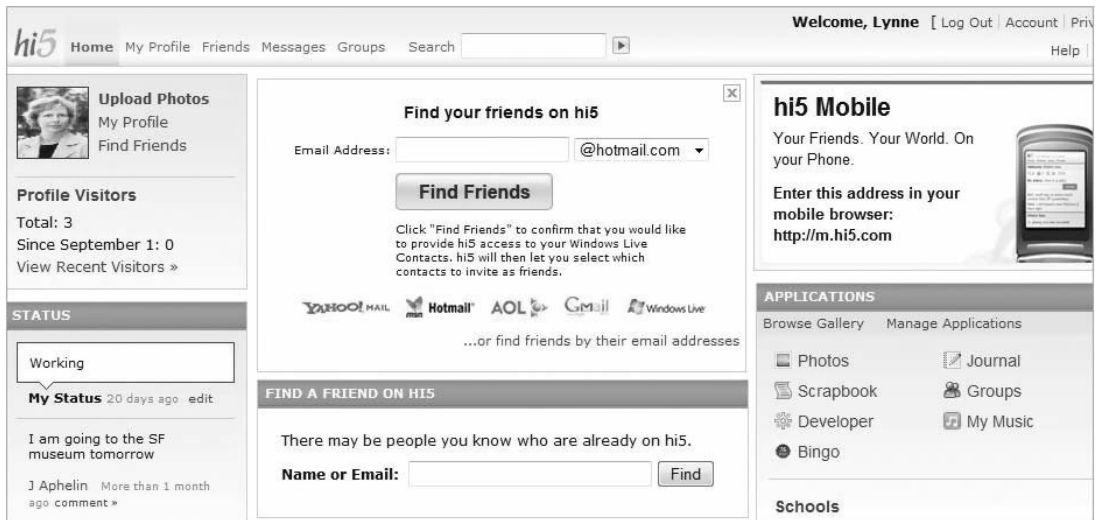 Welcome, Lynne [ Log Out | Account | Priv
hi5 Home My Profile Friends Messages Groups Search
Help
Upload Photos
My Profile
Find Friends
Profile Visitors
Total: 3
Since September 1: 0
View Recent Visitors »
STATUS
Working
My Status 20 days ago edit
I am going to the SF
museum tomorrow
J Aphelin More than 1 month
ago comment »
Find your friends on hi5
Email Address: @hotmail.com
Find Friends
Click "Find Friends" to confirm that you would like
to provide hi5 access to your Windows Live
Contacts. hi5 will then let you select which
contacts to invite as friends.
YAHOO! MAIL msn Hotmail AOL Gmail Windows Live
...or find friends by their email addresses
FIND A FRIEND ON HI5
There may be people you know who are already on hi5.
Name or Email: Find
hi5 Mobile
Your Friends. Your World. On
your Phone.
Enter this address in your
mobile browser:
http://m.hi5.com
APPLICATIONS
Browse Gallery Manage Applications
Photos Journal
Scrapbook Groups
Developer My Music
Bingo
Schools